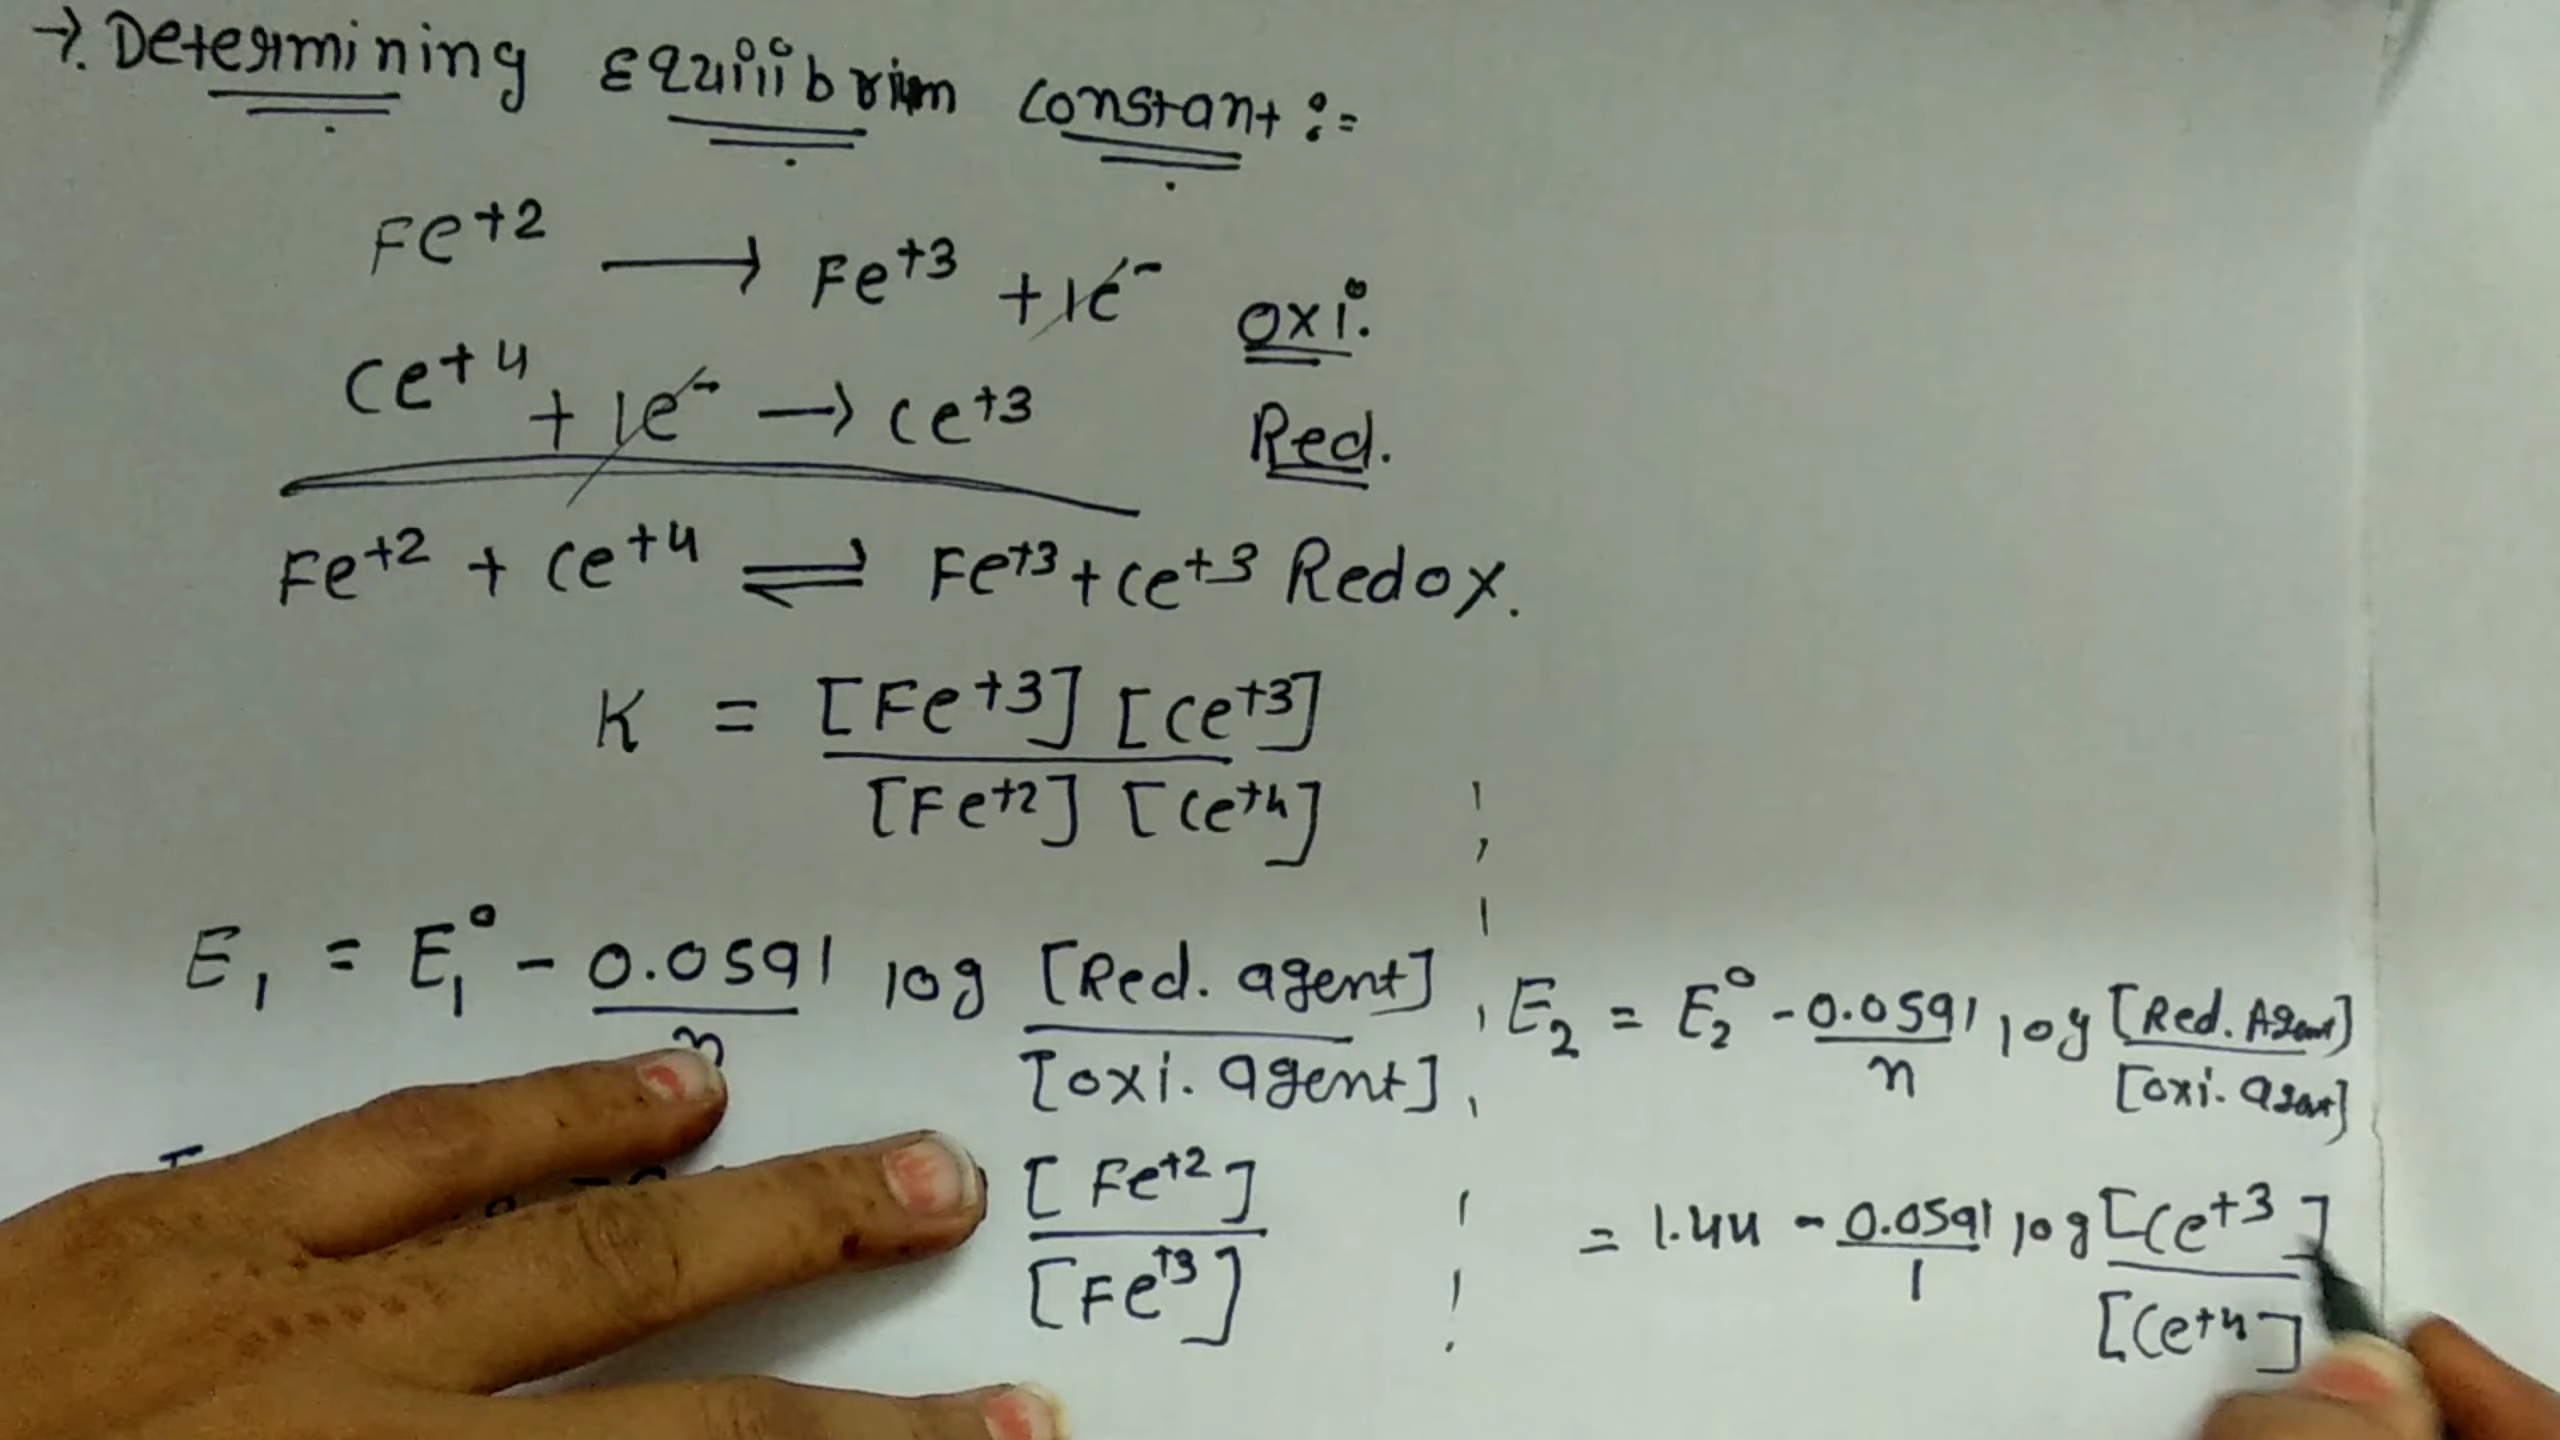 →. Determining Equilibrim constant :=
Fe+2 ⟶ Fe+3 + 1e- oxi.
Ce+4 + 1e- → Ce+3 Red.
Fe+2 + Ce+4 ⇌ Fe+3 + Ce+3 Redox.
K = [Fe+3] [Ce+3]
[Fe+2] [Ce+4]
E1 = E1° - 0.0591 log [Red. agent]
n [oxi. agent]
E2 = E2° - 0.0591 log [Red. Agent]
n [oxi. agent]
[Fe+2]
[Fe+3]
= 1.44 - 0.0591 log [Ce+3]
1 [Ce+4]